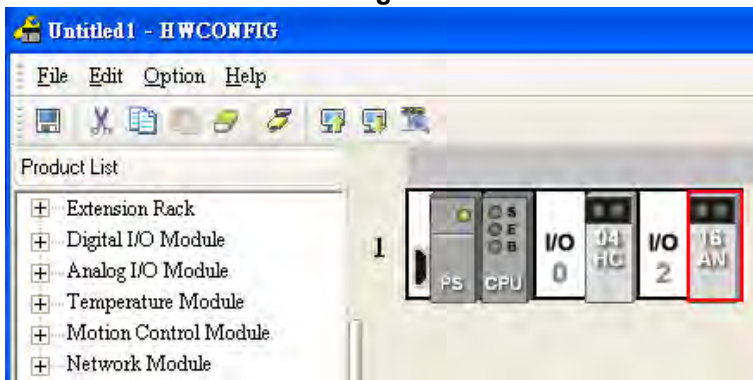 Untitled1 - HWCONFIG
File Edit Option Help
Product List
Extension Rack
Digital I/O Module
Analog I/O Module
Temperature Module
Motion Control Module
Network Module
1
PS
CPU
S
E
B
I/O
0
04
HC
I/O
2
16
AN